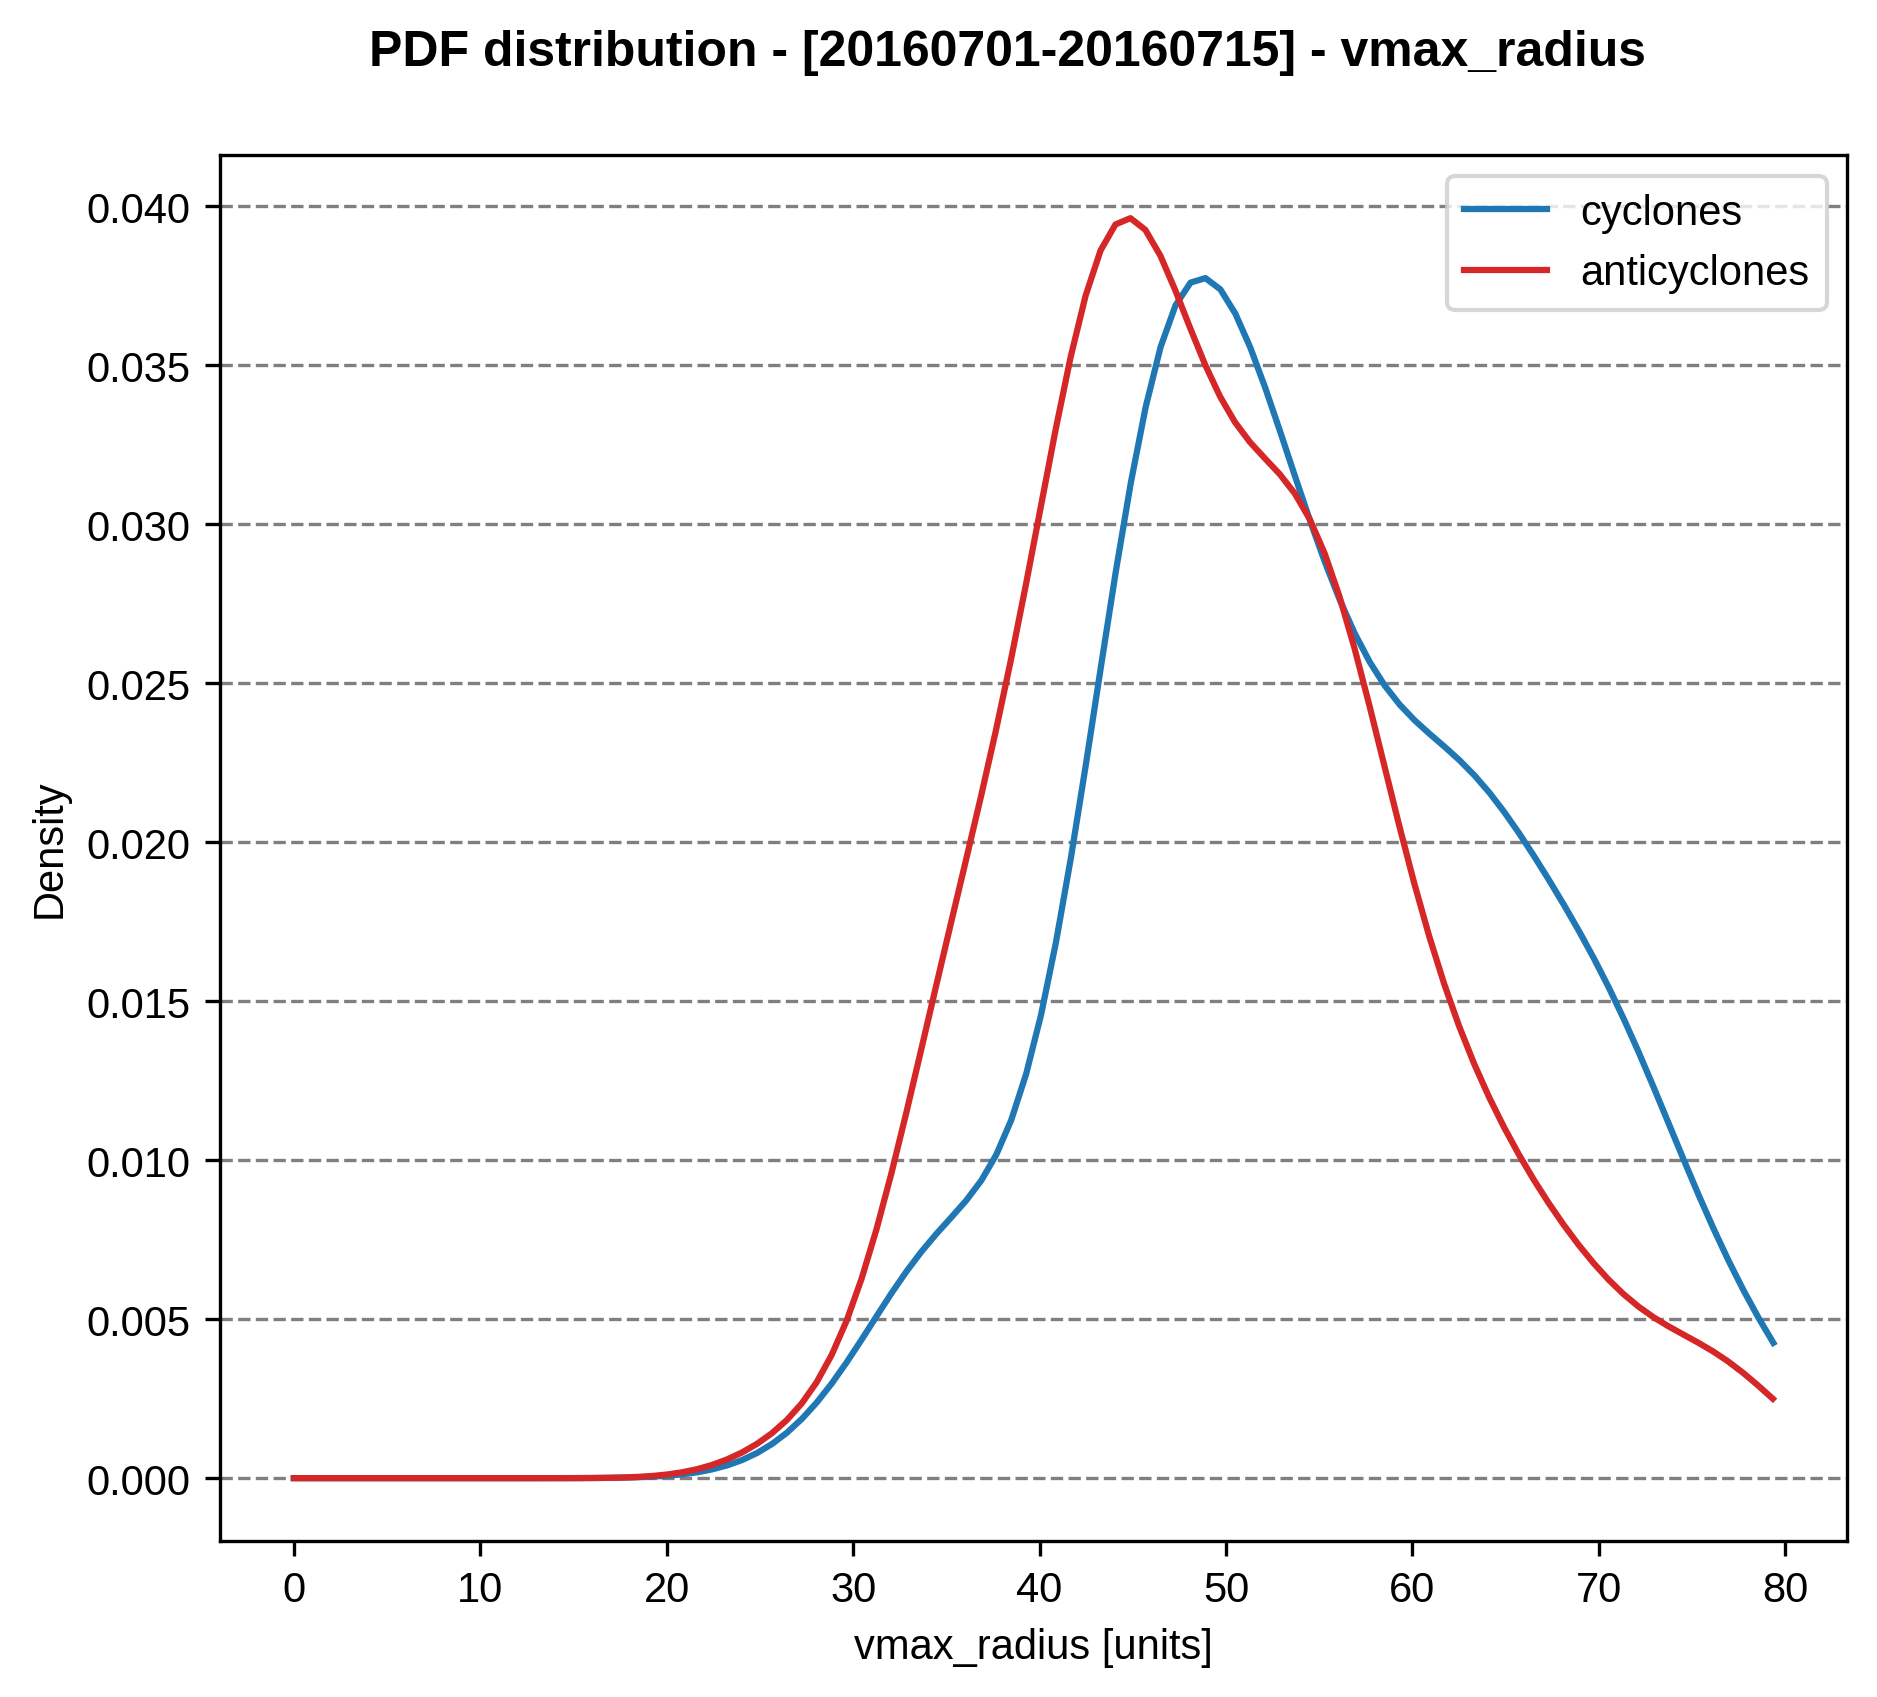 PDF distribution - [20160701-20160715] - vmax_radius
cyclones
anticyclones
0.040
0.035
0.030
0.025
0.020
0.015
0.010
0.005
0.000
Density
0 10 20 30 40 50 60 70 80
vmax_radius [units]